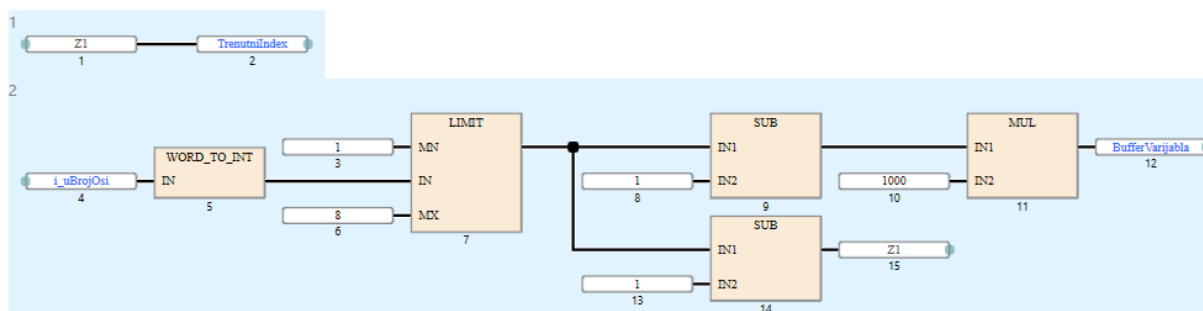 1
Z1 TrenutniIndex
1 2
2
LIMIT SUB MUL
WORD_TO_INT 1 MN IN1 IN1 BufferVarijabla
3 12
i_uBrojOsi IN IN 1 IN2 1000 IN2
4 5 8 9 10 11
8 MX SUB
6 7
IN1 Z1
15
1 IN2
13 14